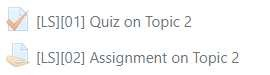 [LS][01] Quiz on Topic 2
[LS][02] Assignment on Topic 2